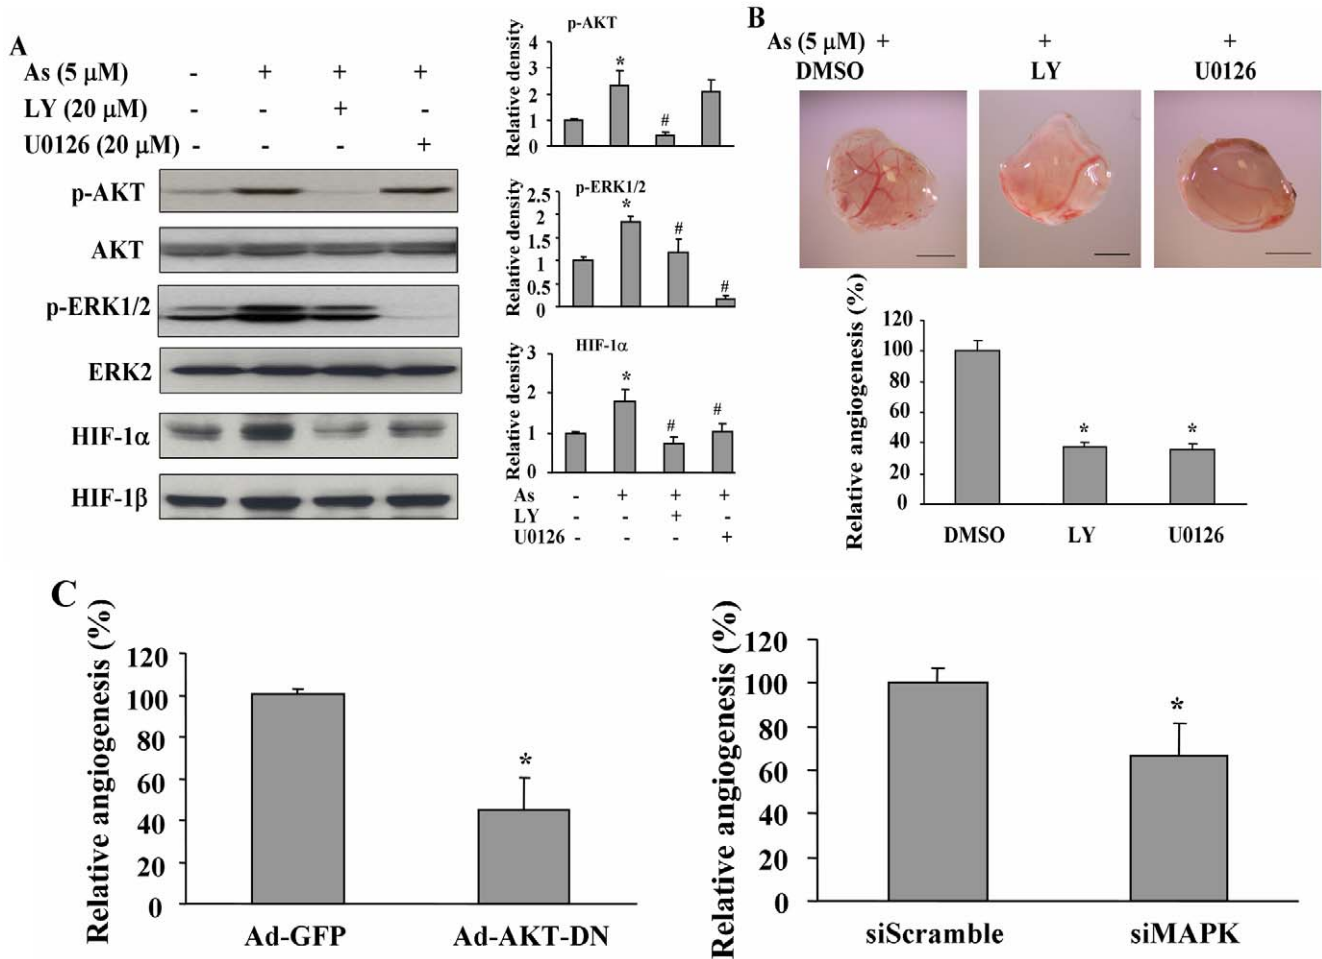 A
As (5 μM) - + + +
LY (20 μM) - - + -
U0126 (20 μM) - - - +
p-AKT
AKT
p-ERK1/2
ERK2
HIF-1α
HIF-1β
p-AKT
Relative density
4
3
2
1
0
*
#
p-ERK1/2
Relative density
2.5
2
1.5
1
0.5
0
*
#
#
HIF-1α
Relative density
3
2
1
0
*
#
#
As - + + +
LY - - + -
U0126 - - - +
B
As (5 μM) + + +
DMSO LY U0126
Relative angiogenesis (%)
120
100
80
60
40
20
0
*
*
DMSO LY U0126
C
Relative angiogenesis (%)
120
100
80
60
40
20
0
*
Ad-GFP Ad-AKT-DN
Relative angiogenesis (%)
120
100
80
60
40
20
0
*
siScramble siMAPK